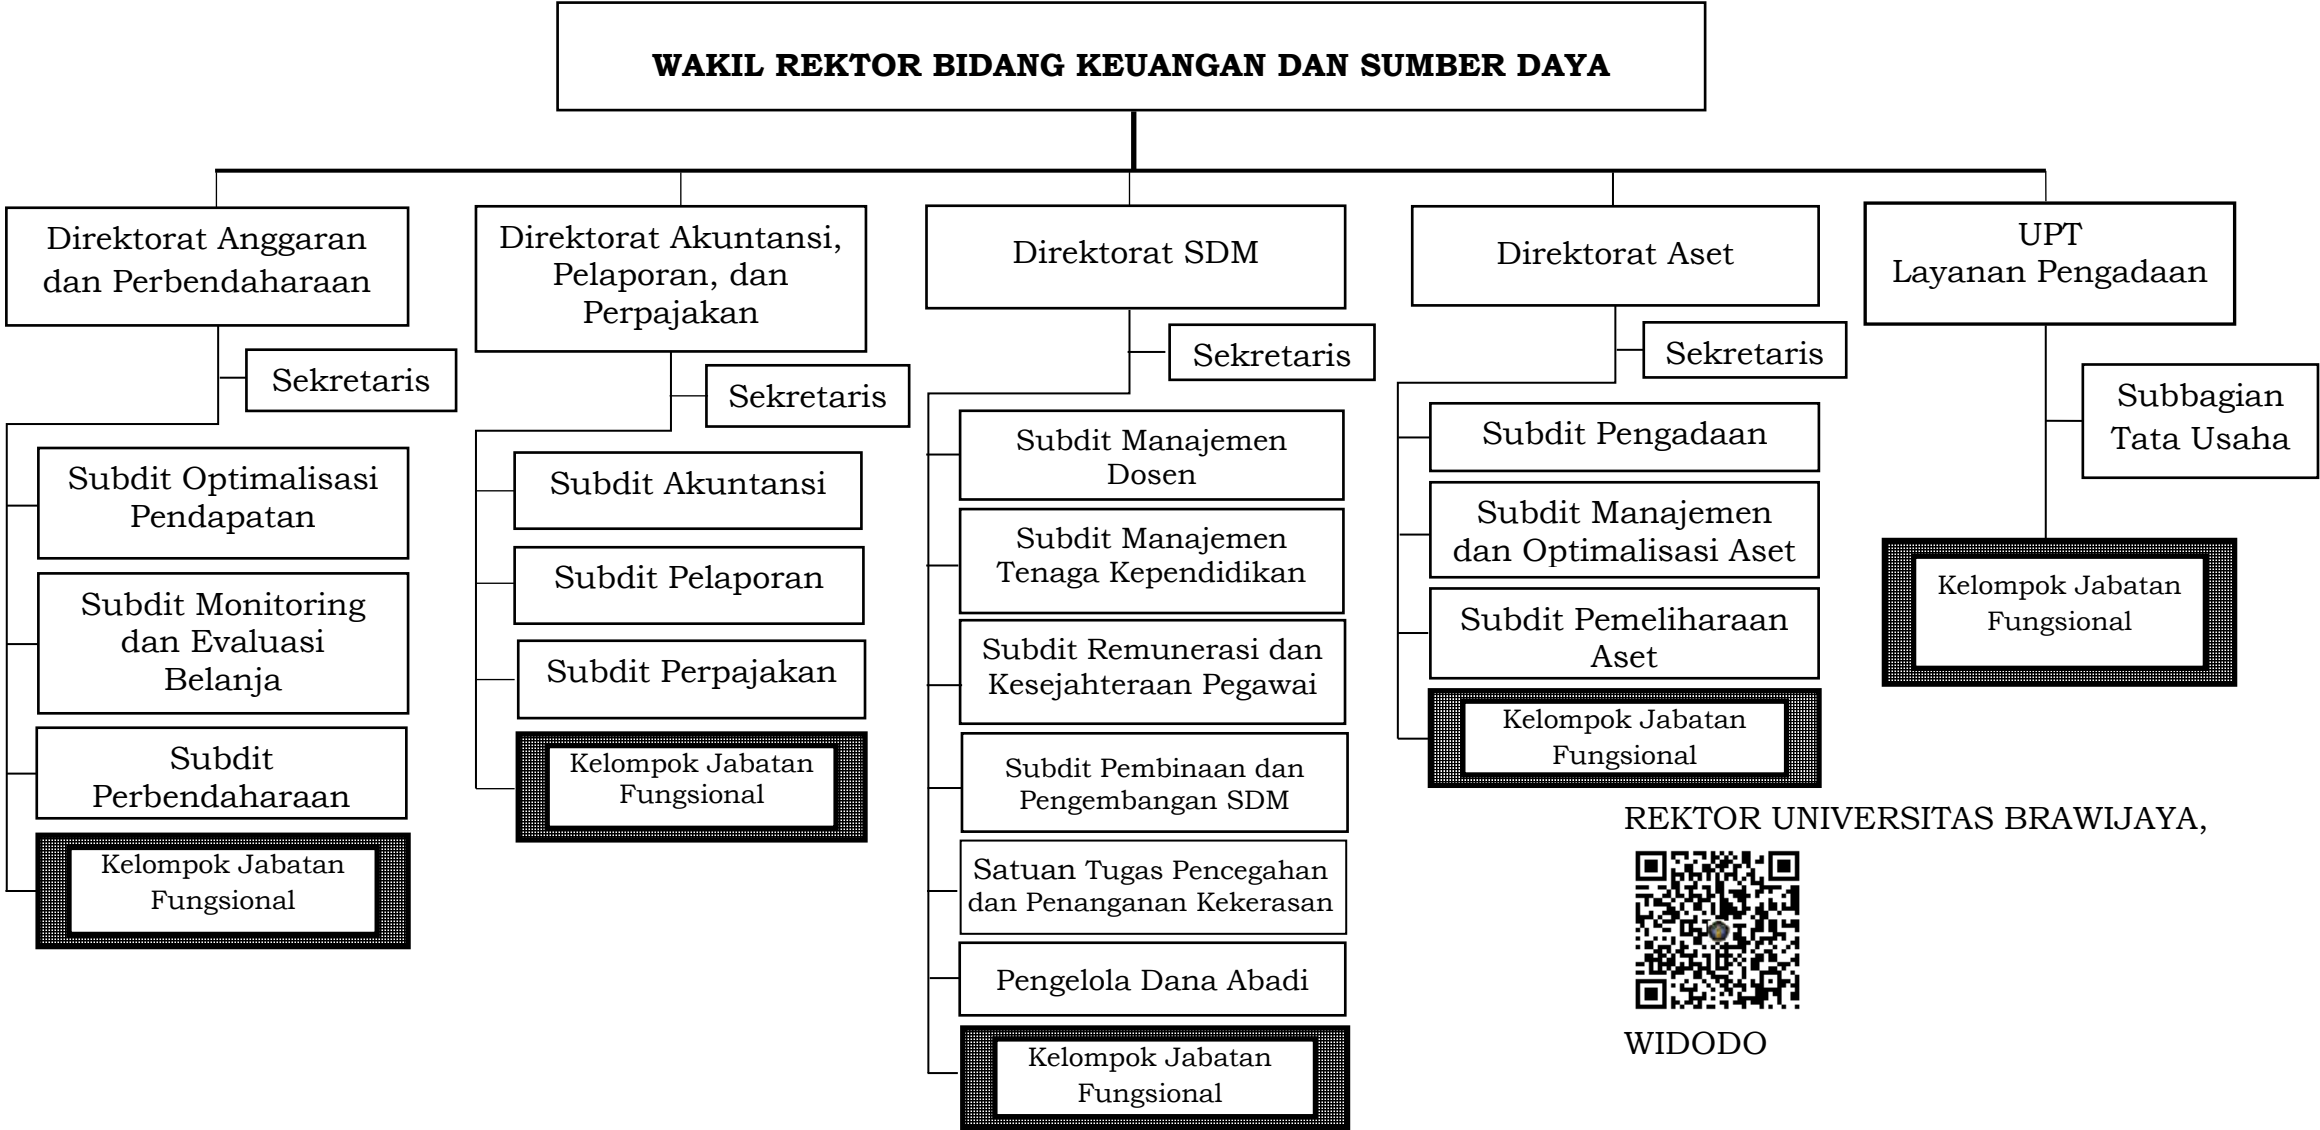 WAKIL REKTOR BIDANG KEUANGAN DAN SUMBER DAYA
Direktorat Anggaran
dan Perbendaharaan
Sekretaris
Subdit Optimalisasi
Pendapatan
Subdit Monitoring
dan Evaluasi
Belanja
Subdit
Perbendaharaan
Kelompok Jabatan
Fungsional
Direktorat Akuntansi,
Pelaporan, dan
Perpajakan
Sekretaris
Subdit Akuntansi
Subdit Pelaporan
Subdit Perpajakan
Kelompok Jabatan
Fungsional
Direktorat SDM
Sekretaris
Subdit Manajemen
Dosen
Subdit Manajemen
Tenaga Kependidikan
Subdit Remunerasi dan
Kesejahteraan Pegawai
Subdit Pembinaan dan
Pengembangan SDM
Satuan Tugas Pencegahan
dan Penanganan Kekerasan
Pengelola Dana Abadi
Kelompok Jabatan
Fungsional
Direktorat Aset
Sekretaris
Subdit Pengadaan
Subdit Manajemen
dan Optimalisasi Aset
Subdit Pemeliharaan
Aset
Kelompok Jabatan
Fungsional
UPT
Layanan Pengadaan
Subbagian
Tata Usaha
Kelompok Jabatan
Fungsional
REKTOR UNIVERSITAS BRAWIJAYA,
WIDODO